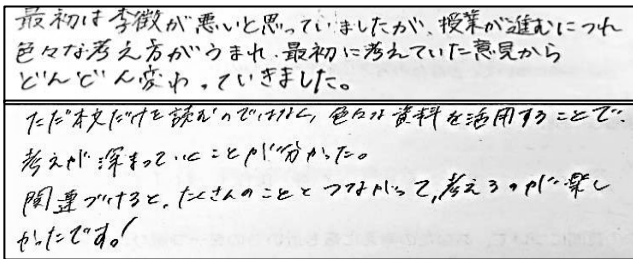 最初は李徴が悪いと思っていましたが、授業が進むにつれ
色々な考え方がうまれ、最初に考えていた意見から
どんどん変わっていきました。
ただ本文だけを読むのではなく、色々な資料を活用することで、
考えが深まっていくことが分かった。
関連づけると、たくさんのこととつながって、考えるのが楽し
かったです!